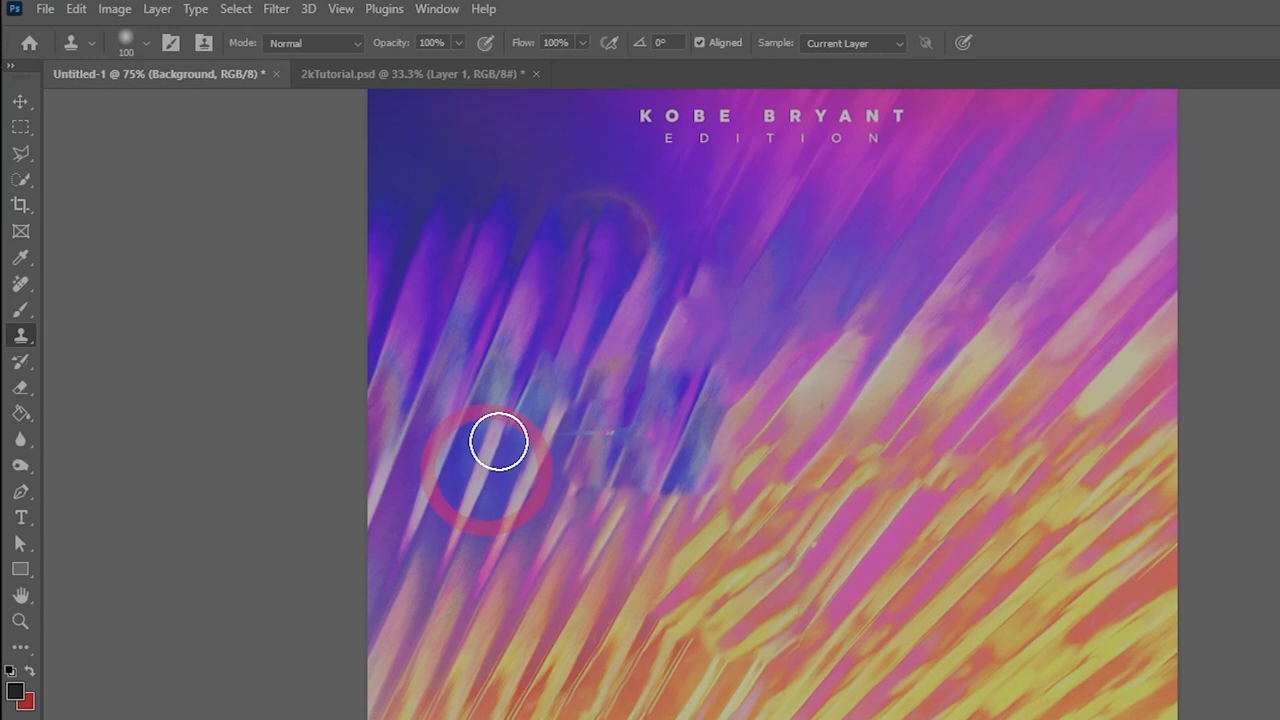 Ps File Edit Image Layer Type Select Filter 3D View Plugins Window Help
100 Mode: Normal Opacity: 100% Flow: 100% 0° Aligned Sample: Current Layer
Untitled-1 @ 75% (Background, RGB/8) * × 2kTutorial.psd @ 33.3% (Layer 1, RGB/8#) * ×
KOBE BRYANT
EDITION